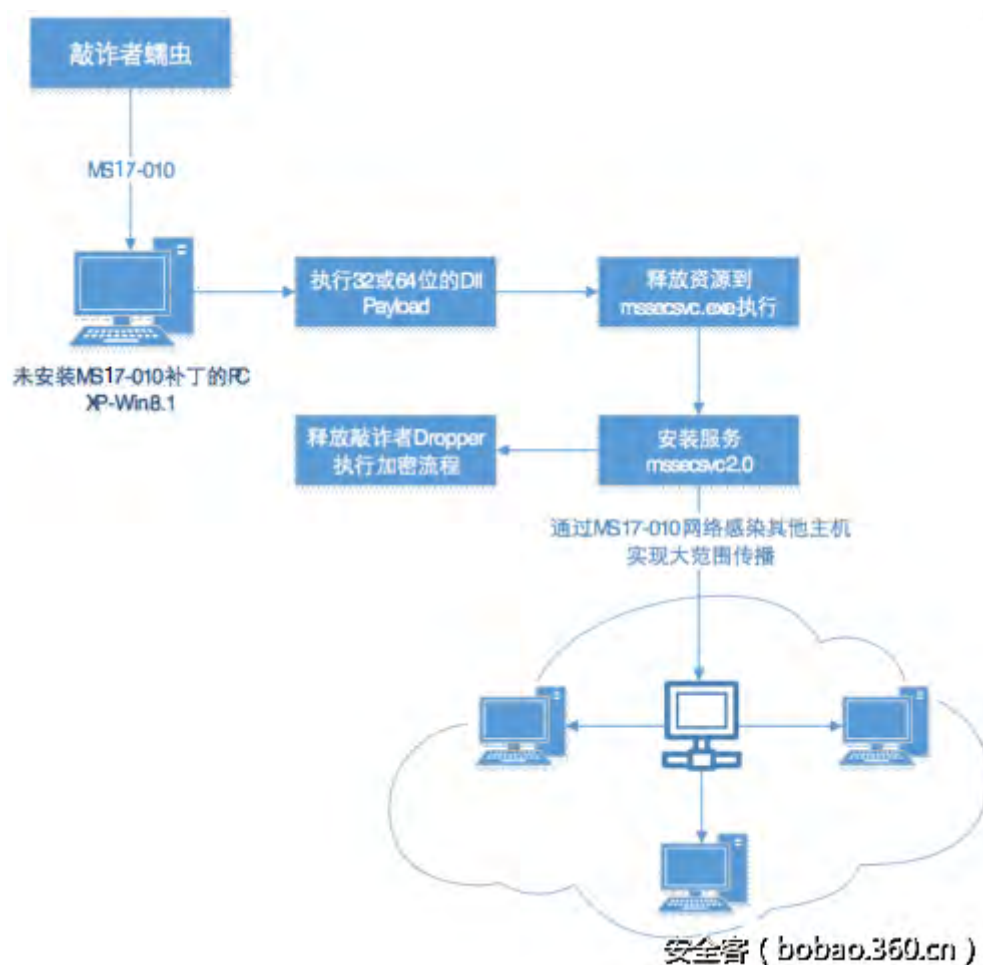 敲诈者蠕虫
MS17-010
执行32或64位的Dll
Payload
释放资源到
mssecsvc.exe执行
未安装MS17-010补丁的PC
XP-Win8.1
释放敲诈者Dropper
执行加密流程
安装服务
mssecsvc2.0
通过MS17-010网络感染其他主机
实现大范围传播
安全客（bobao.360.cn）